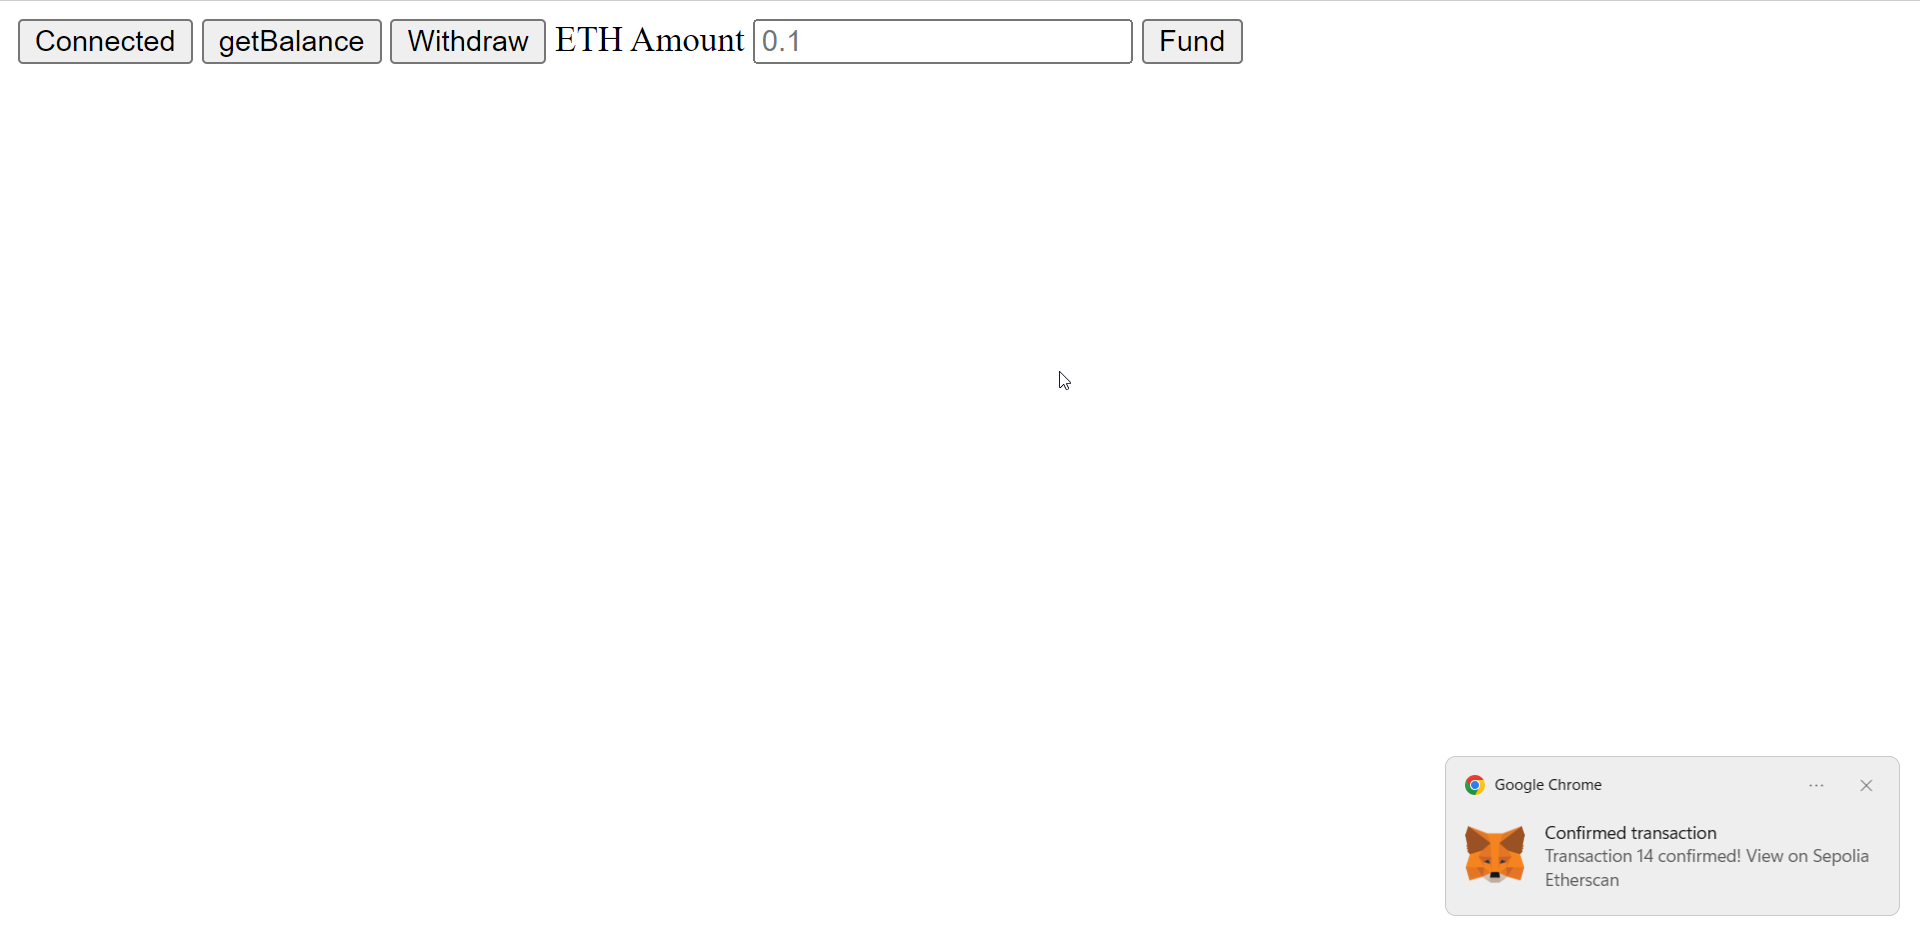 Connected getBalance Withdraw ETH Amount 0.1 Fund
Google Chrome
Confirmed transaction
Transaction 14 confirmed! View on Sepolia
Etherscan